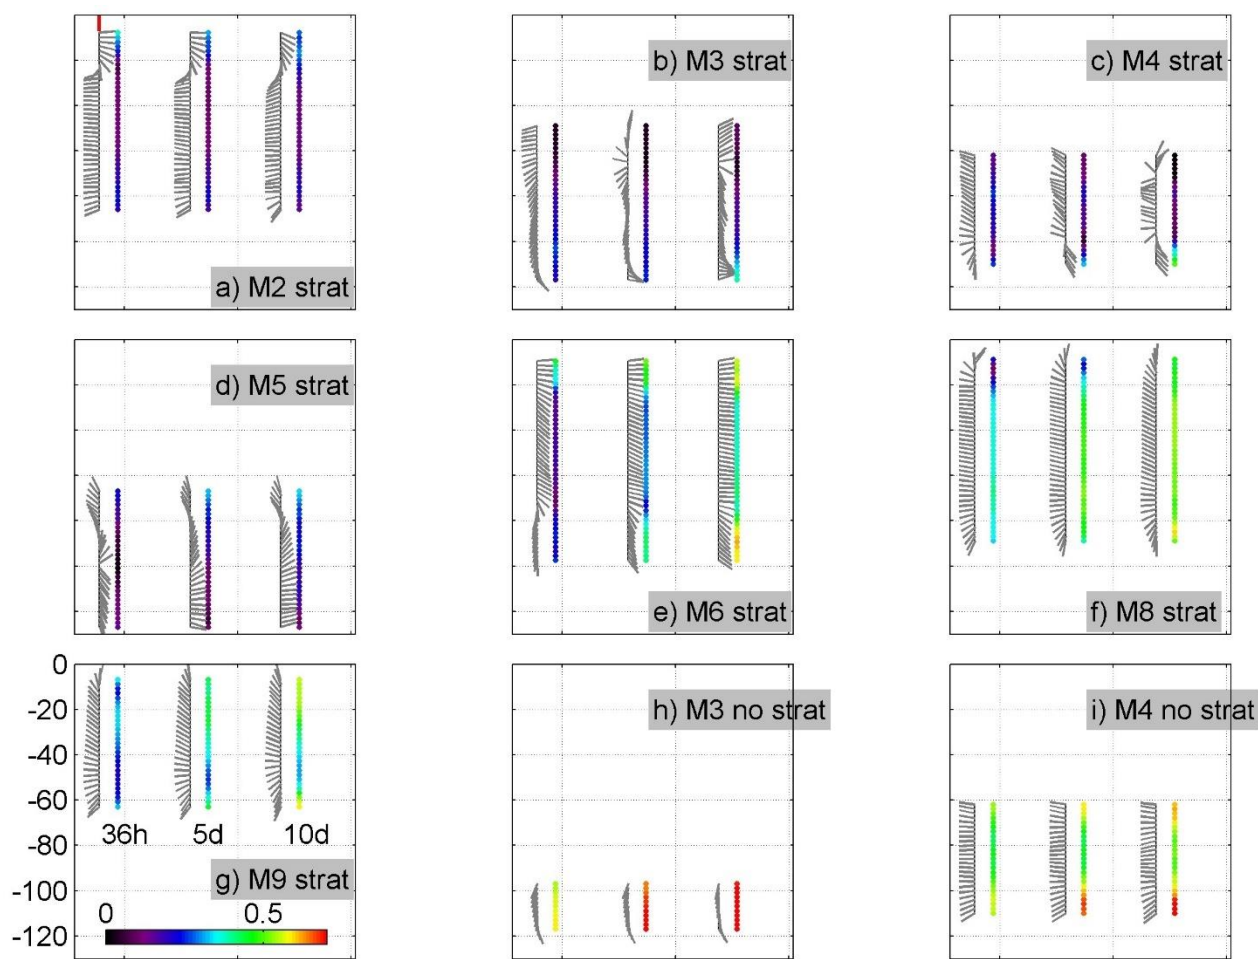 b) M3 strat
c) M4 strat
a) M2 strat
d) M5 strat
e) M6 strat
f) M8 strat
0
-20
-40
-60
-80
-100
-120
36h 5d 10d
g) M9 strat
0 0.5
h) M3 no strat
i) M4 no strat